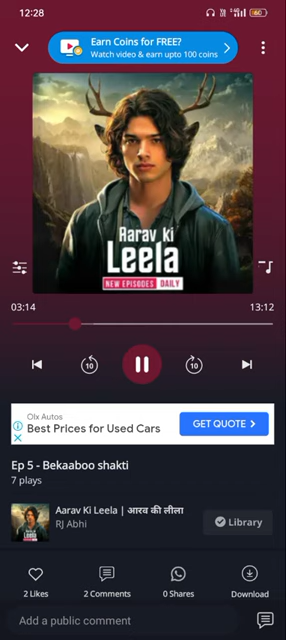 12:28
60
Earn Coins for FREE?
Watch video & earn upto 100 coins
Aarav ki
Leela
NEW EPISODES DAILY
03:14
13:12
10
10
Olx Autos
Best Prices for Used Cars
GET QUOTE
Ep 5 - Bekaaboo shakti
7 plays
Aarav Ki Leela | आरव की लीला
RJ Abhi
Library
2 Likes
2 Comments
0 Shares
Download
Add a public comment